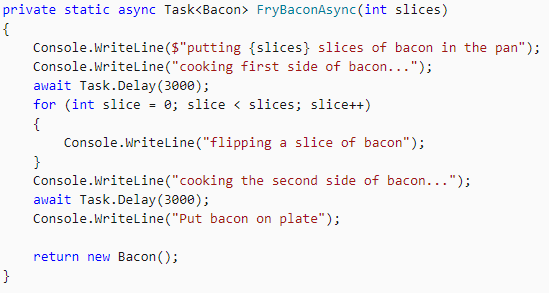 private static async Task<Bacon> FryBaconAsync(int slices)
{
    Console.WriteLine($"putting {slices} slices of bacon in the pan");
    Console.WriteLine("cooking first side of bacon...");
    await Task.Delay(3000);
    for (int slice = 0; slice < slices; slice++)
    {
        Console.WriteLine("flipping a slice of bacon");
    }
    Console.WriteLine("cooking the second side of bacon...");
    await Task.Delay(3000);
    Console.WriteLine("Put bacon on plate");

    return new Bacon();
}